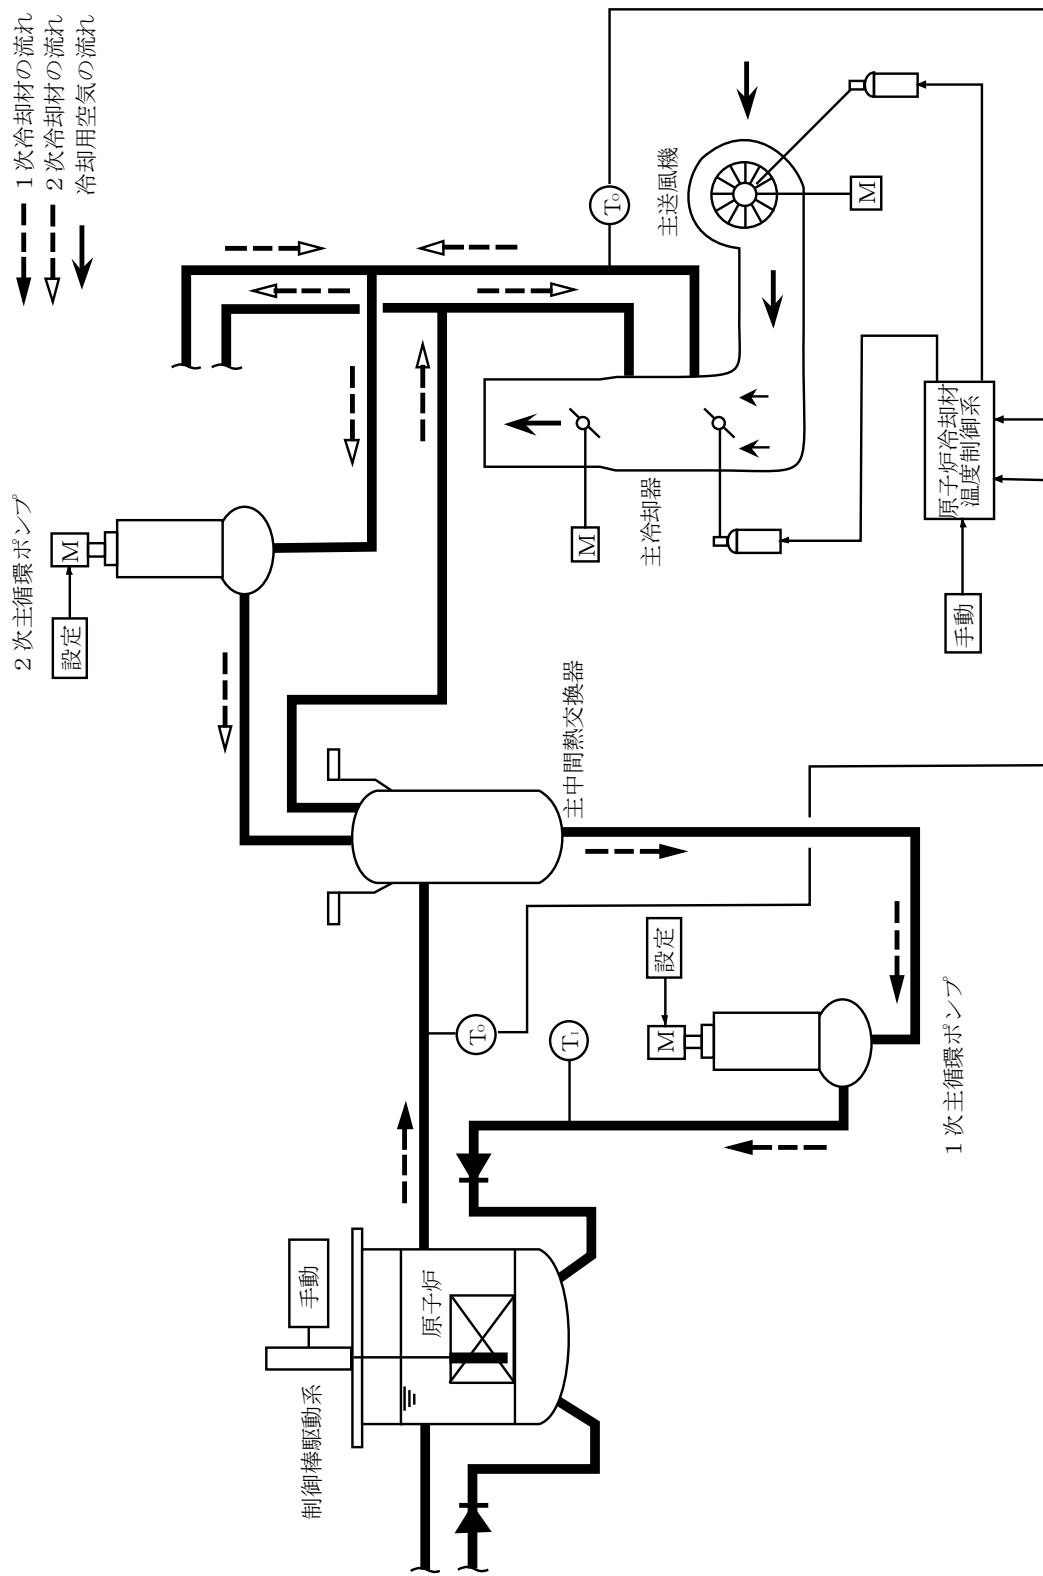 1次冷却材の流れ
2次冷却材の流れ
冷却用空気の流れ
2次主循環ポンプ
M
設定
To
主送風機
M
M
主冷却器
原子炉冷却材
温度制御系
手動
主中間熱交換器
設定
M
To
T₁
1次主循環ポンプ
手動
原子炉
制御棒駆動系